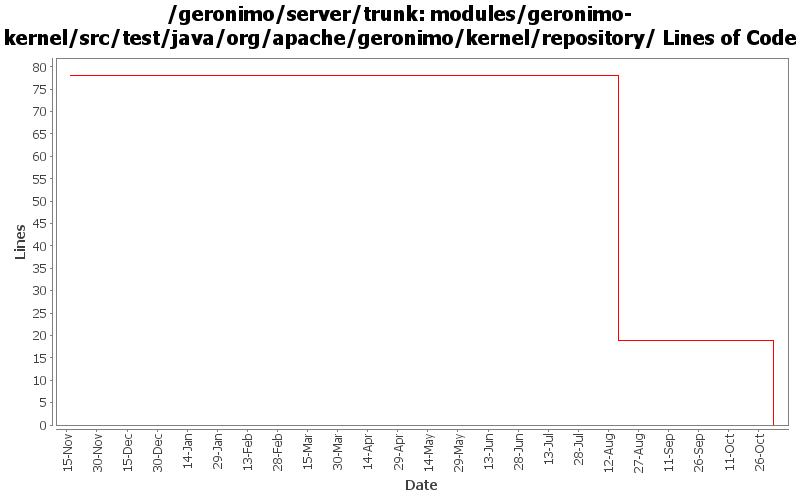 /geronimo/server/trunk: modules/geronimo-
kernel/src/test/java/org/apache/geronimo/kernel/repository/ Lines of Code
Lines
80
75
70
65
60
55
50
45
40
35
30
25
20
15
10
5
0
15-Nov
30-Nov
15-Dec
30-Dec
14-Jan
29-Jan
13-Feb
28-Feb
15-Mar
30-Mar
14-Apr
29-Apr
14-May
29-May
13-Jun
28-Jun
13-Jul
28-Jul
12-Aug
27-Aug
11-Sep
26-Sep
11-Oct
26-Oct
Date